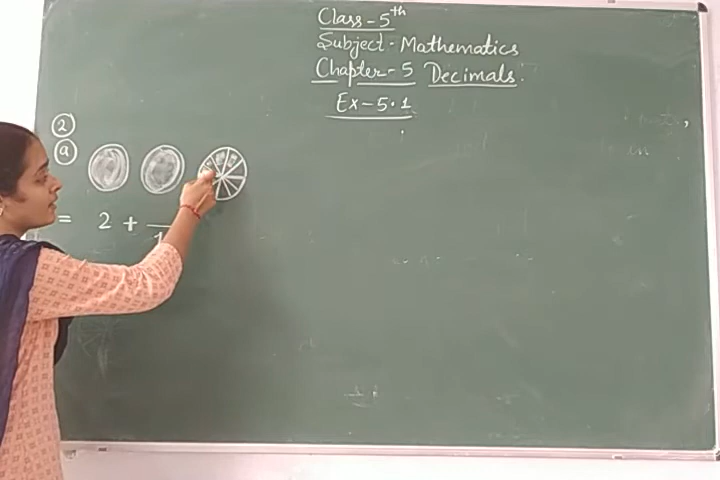 Class-5th
Subject-Mathematics
Chapter-5 Decimals.
Ex-5.1
2
a
= 2 +